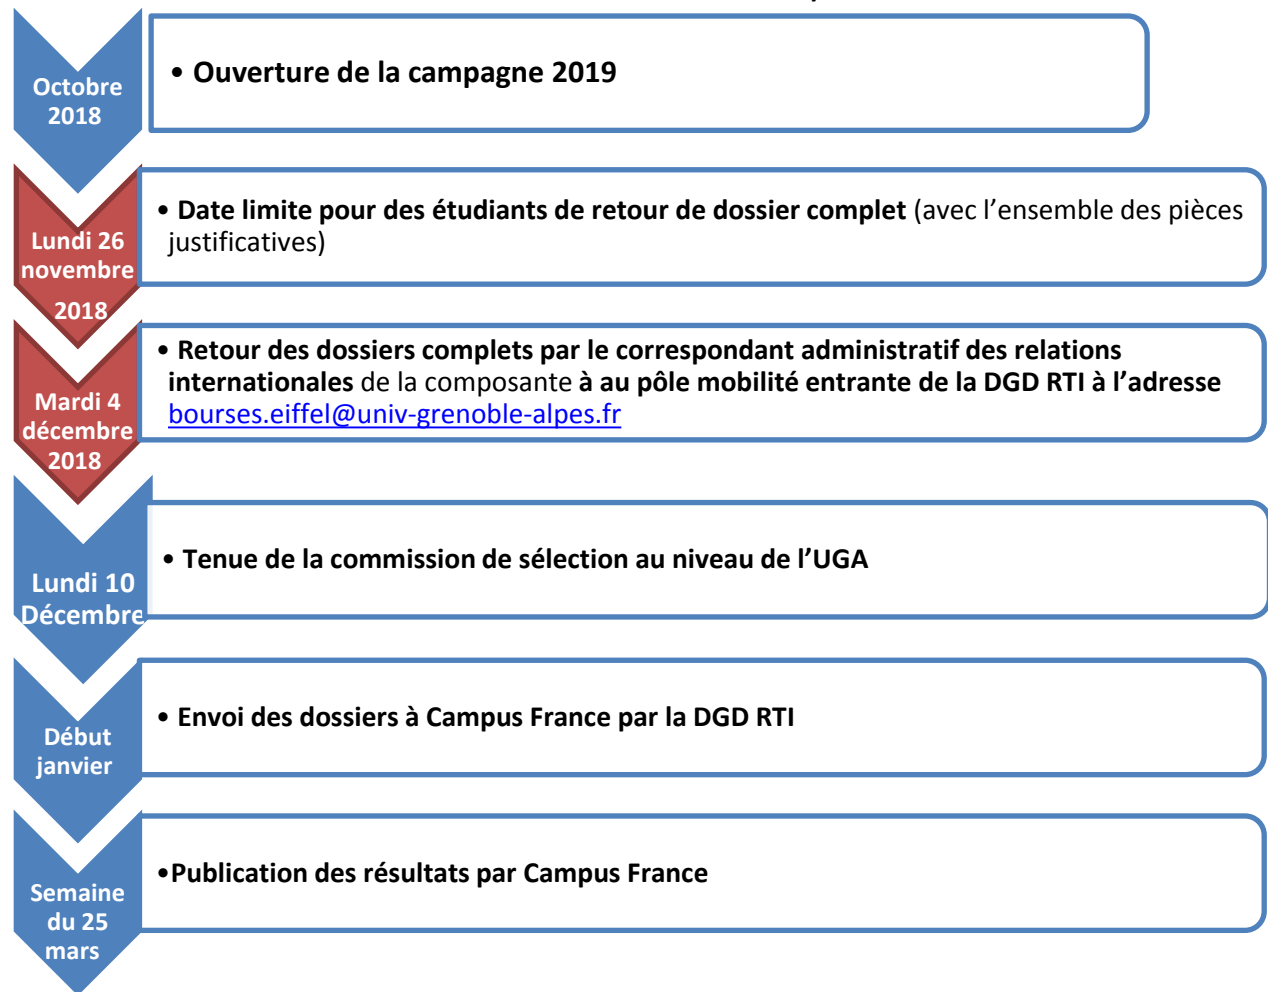 Octobre
2018
• Ouverture de la campagne 2019
Lundi 26
novembre
2018
• Date limite pour des étudiants de retour de dossier complet (avec l’ensemble des pièces
justificatives)
Mardi 4
décembre
2018
• Retour des dossiers complets par le correspondant administratif des relations
internationales de la composante à au pôle mobilité entrante de la DGD RTI à l’adresse
bourses.eiffel@univ-grenoble-alpes.fr
Lundi 10
Décembre
• Tenue de la commission de sélection au niveau de l’UGA
Début
janvier
• Envoi des dossiers à Campus France par la DGD RTI
Semaine
du 25
mars
•Publication des résultats par Campus France